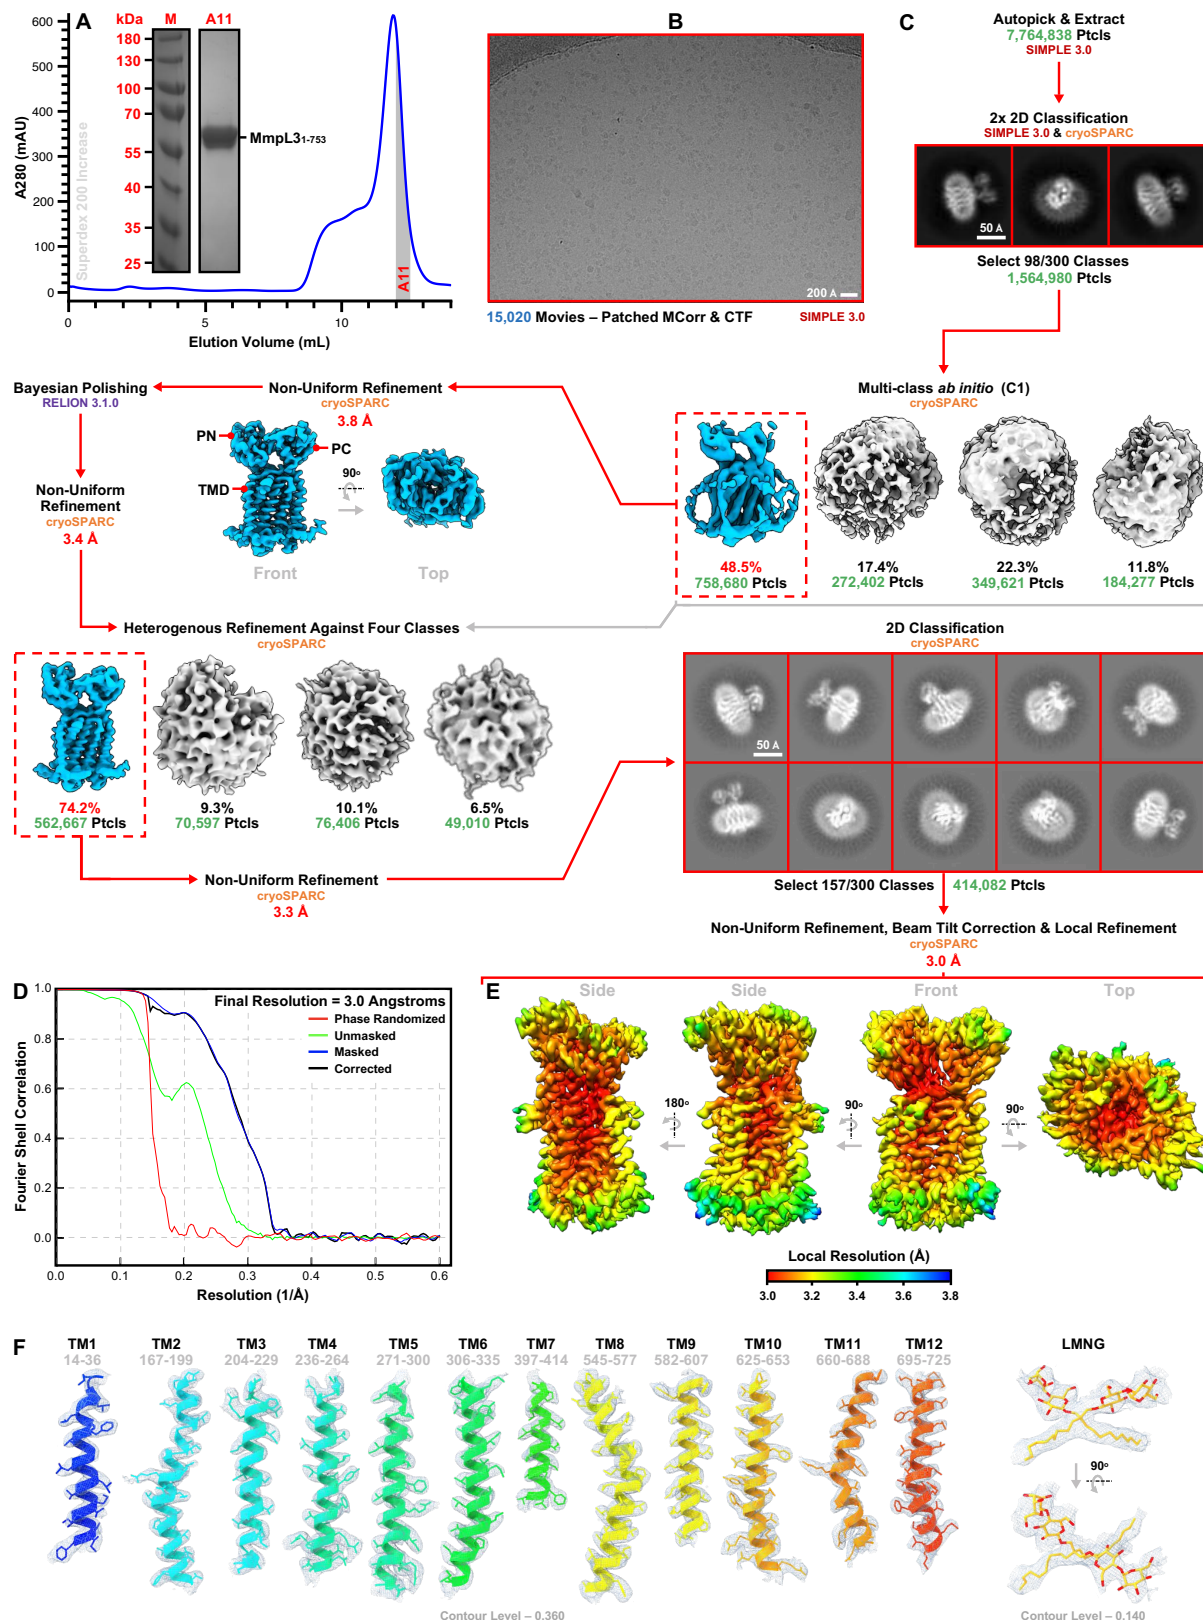 A
kDa
M
A11
180
130
100
70
55
40
35
25
MmpL31-753
600
500
400
300
200
100
0
A280 (mAU)
Superdex 200 Increase
A11
0
5
10
Elution Volume (mL)
B
200 Å
15,020 Movies – Patched MCorr & CTF
SIMPLE 3.0
C
Autopick & Extract
7,764,838 Ptcls
SIMPLE 3.0
2x 2D Classification
SIMPLE 3.0 & cryoSPARC
50 Å
Select 98/300 Classes
1,564,980 Ptcls
Multi-class ab initio (C1)
cryoSPARC
48.5%
758,680 Ptcls
17.4%
272,402 Ptcls
22.3%
349,621 Ptcls
11.8%
184,277 Ptcls
Non-Uniform Refinement
cryoSPARC
3.8 Å
PN
PC
TMD
90o
Front
Top
Bayesian Polishing
RELION 3.1.0
Non-Uniform
Refinement
cryoSPARC
3.4 Å
Heterogenous Refinement Against Four Classes
cryoSPARC
74.2%
562,667 Ptcls
9.3%
70,597 Ptcls
10.1%
76,406 Ptcls
6.5%
49,010 Ptcls
Non-Uniform Refinement
cryoSPARC
3.3 Å
2D Classification
cryoSPARC
50 Å
Select 157/300 Classes
414,082 Ptcls
Non-Uniform Refinement, Beam Tilt Correction & Local Refinement
cryoSPARC
3.0 Å
D
Final Resolution = 3.0 Angstroms
Phase Randomized
Unmasked
Masked
Corrected
1.0
0.8
0.6
0.4
0.2
0.0
Fourier Shell Correlation
0.0
0.1
0.2
0.3
0.4
0.5
0.6
Resolution (1/Å)
E
Side
Side
Front
Top
180o
90o
90o
Local Resolution (Å)
3.0
3.2
3.4
3.6
3.8
F
TM1
14-36
TM2
167-199
TM3
204-229
TM4
236-264
TM5
271-300
TM6
306-335
TM7
397-414
TM8
545-577
TM9
582-607
TM10
625-653
TM11
660-688
TM12
695-725
LMNG
90o
Contour Level – 0.360
Contour Level – 0.140